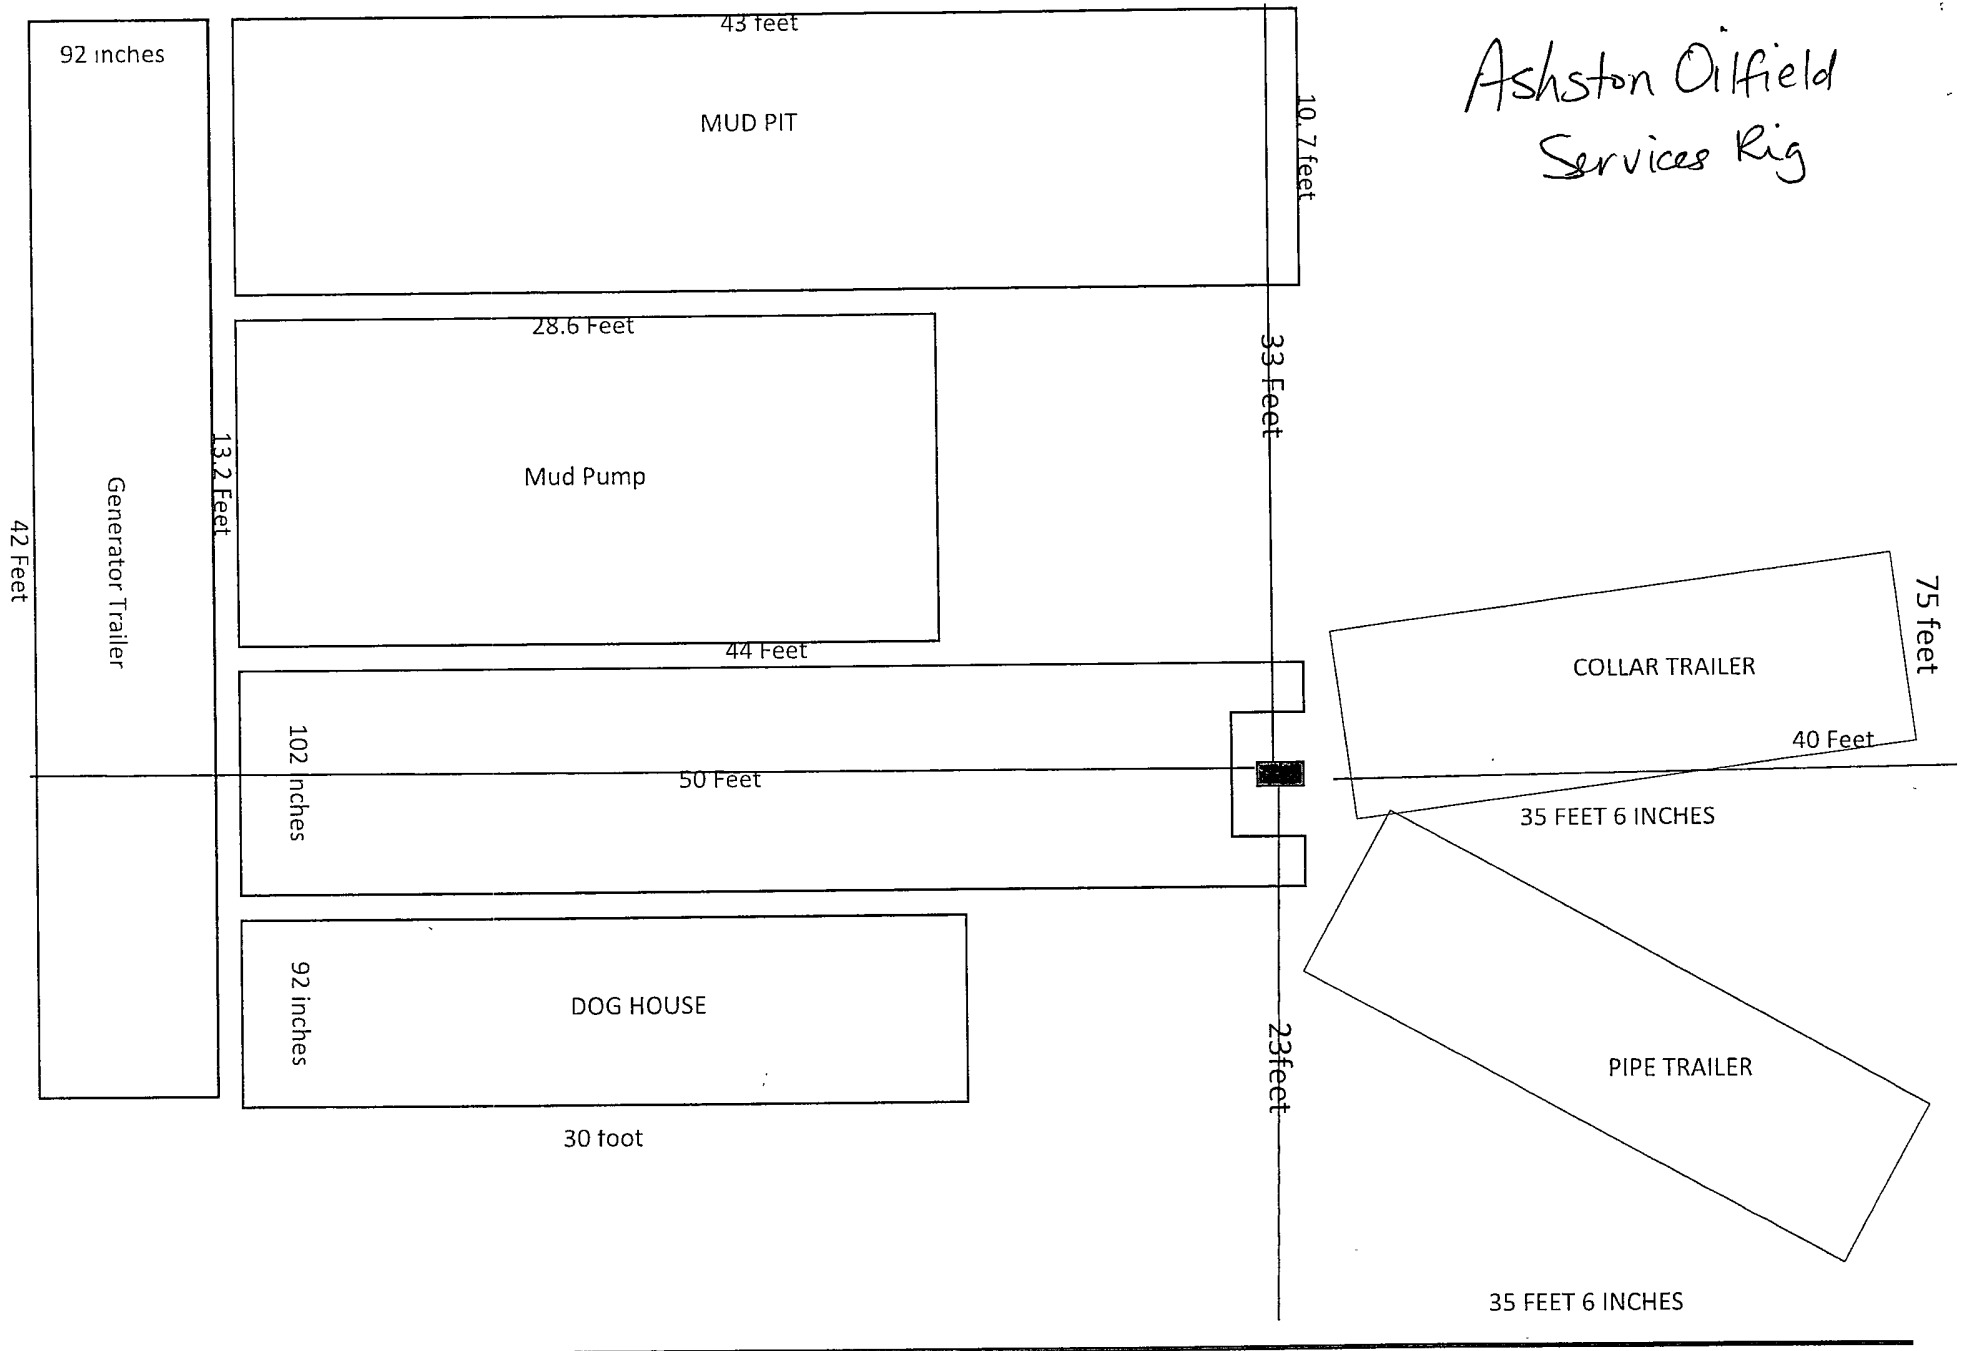 Ashston Oilfield
Services Rig
92 inches
43 feet
MUD PIT
10.7 feet
28.6 Feet
33 Feet
13.2 Feet
Mud Pump
Generator Trailer
42 Feet
44 Feet
75 feet
COLLAR TRAILER
40 Feet
102 inches
50 Feet
35 FEET 6 INCHES
92 inches
DOG HOUSE
23feet
PIPE TRAILER
30 foot
35 FEET 6 INCHES